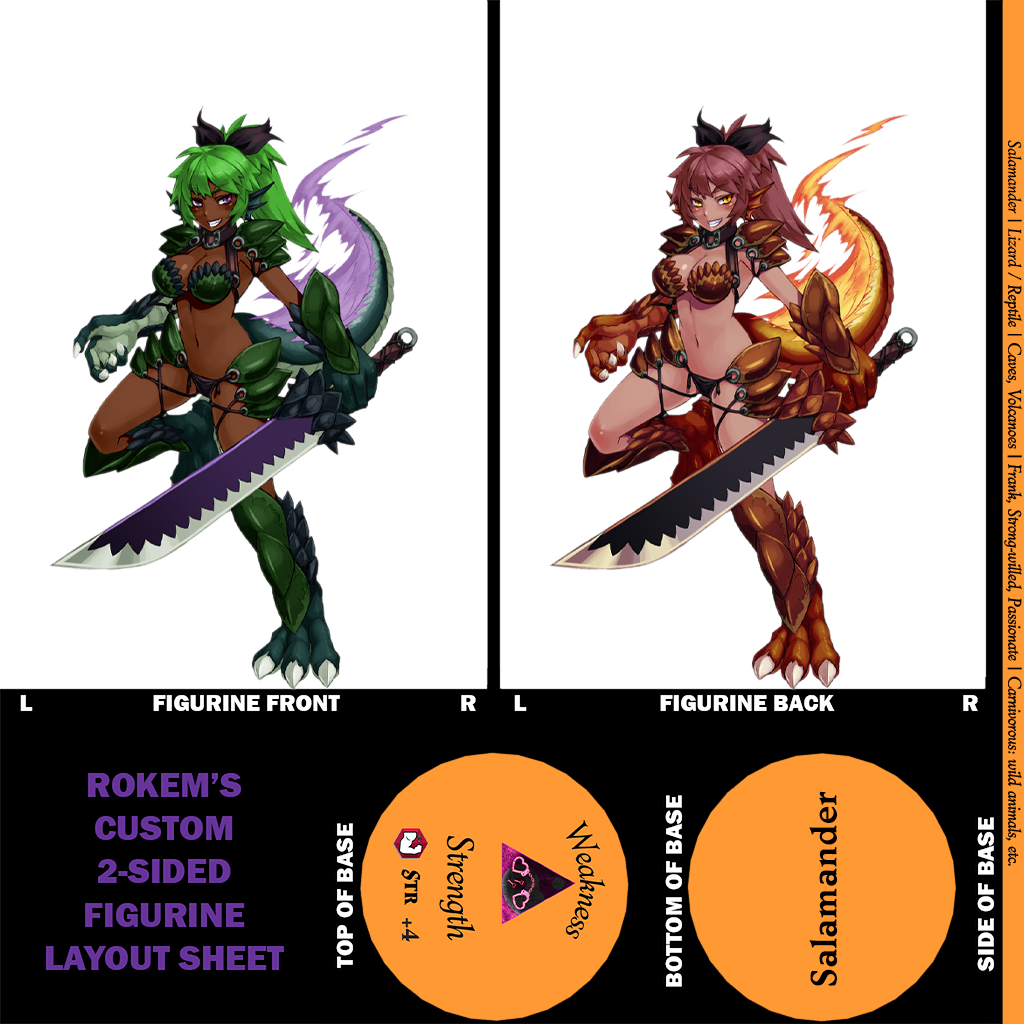 L FIGURINE FRONT R
L FIGURINE BACK R
ROKEM'S
CUSTOM
2-SIDED
FIGURINE
LAYOUT SHEET
TOP OF BASE
Weakness
Strength
STR +4
BOTTOM OF BASE
Salamander
SIDE OF BASE
Salamander | Lizard / Reptile | Caves, Volcanoes | Frank, Strong-willed, Passionate | Carnivorous: wild animals, etc.